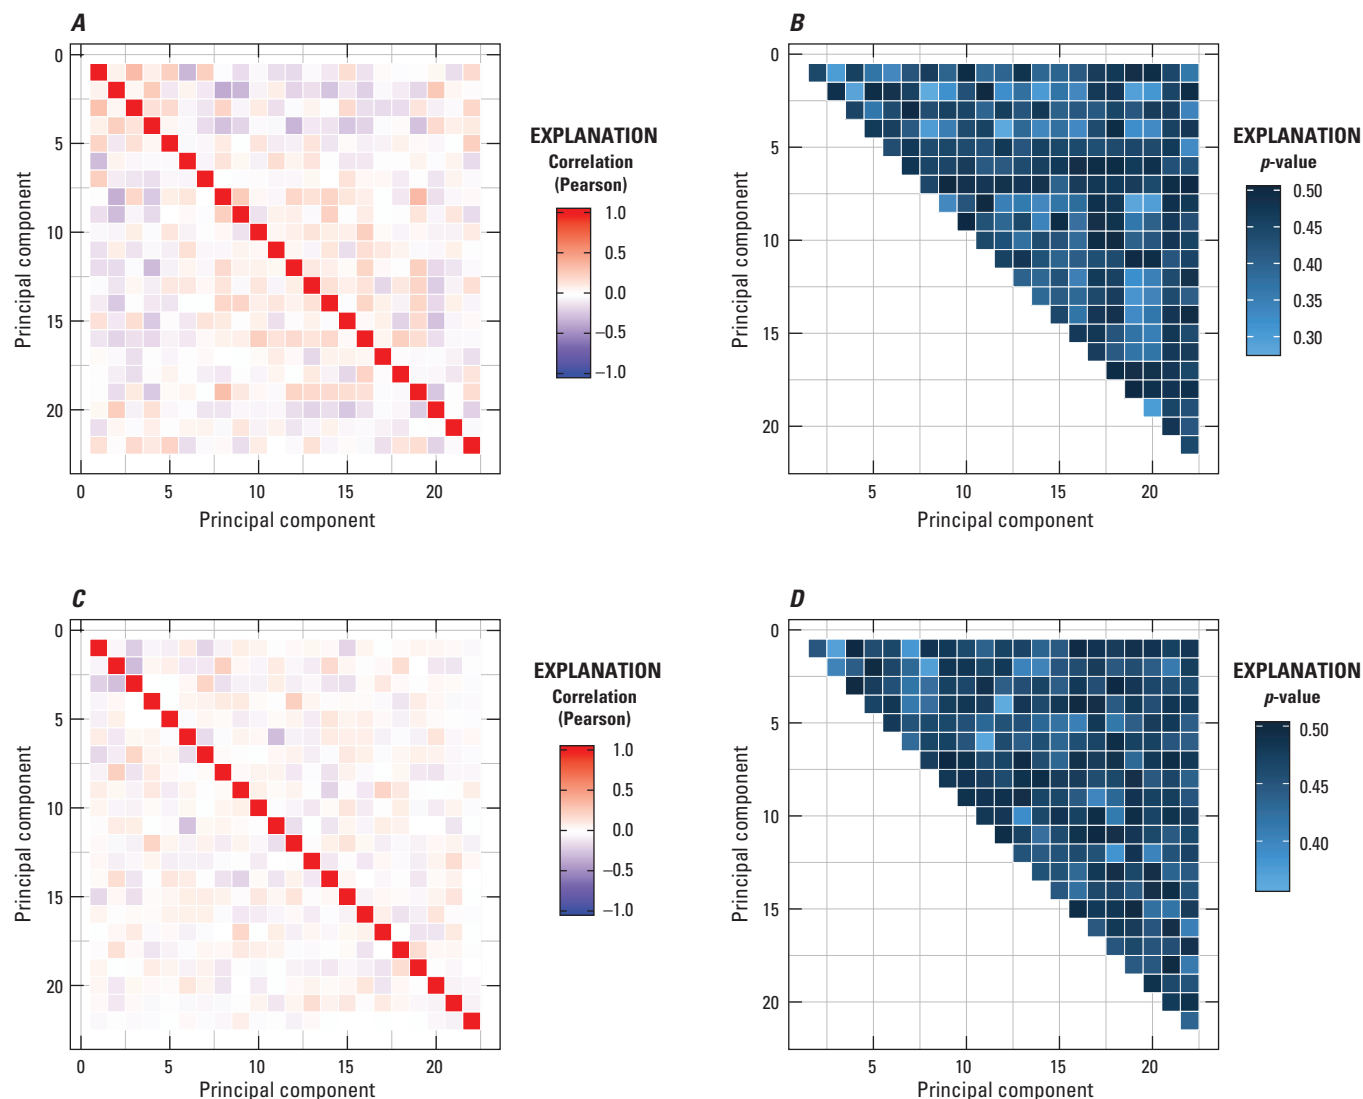 A
B
0
5
10
15
20
0
5
10
15
20
Principal component
Principal component
EXPLANATION
Correlation
(Pearson)
1.0
0.5
0.0
−0.5
−1.0
0
5
10
15
20
5
10
15
20
Principal component
Principal component
EXPLANATION
p-value
0.50
0.45
0.40
0.35
0.30
C
D
0
5
10
15
20
0
5
10
15
20
Principal component
Principal component
EXPLANATION
Correlation
(Pearson)
1.0
0.5
0.0
−0.5
−1.0
0
5
10
15
20
5
10
15
20
Principal component
Principal component
EXPLANATION
p-value
0.50
0.45
0.40